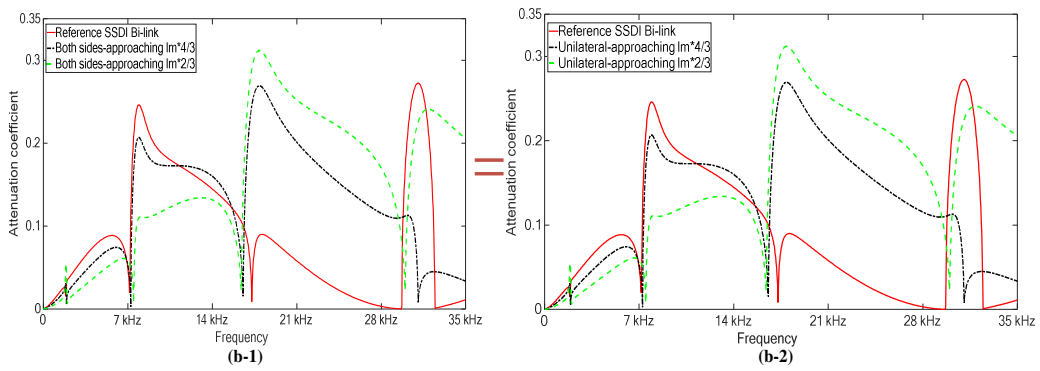 0.35
Reference SSDI Bi-link
Both sides-approaching lm*4/3
Both sides-approaching lm*2/3
0.3
0.2
0.1
0
Attenuation coefficient
0
7 kHz
14 kHz
21 kHz
28 kHz
35 kHz
Frequency
(b-1)
=
0.35
Reference SSDI Bi-link
Unilateral-approaching lm*4/3
Unilateral-approaching lm*2/3
0.3
0.2
0.1
0
Attenuation coefficient
0
7 kHz
14 kHz
21 kHz
28 kHz
35 kHz
Frequency
(b-2)